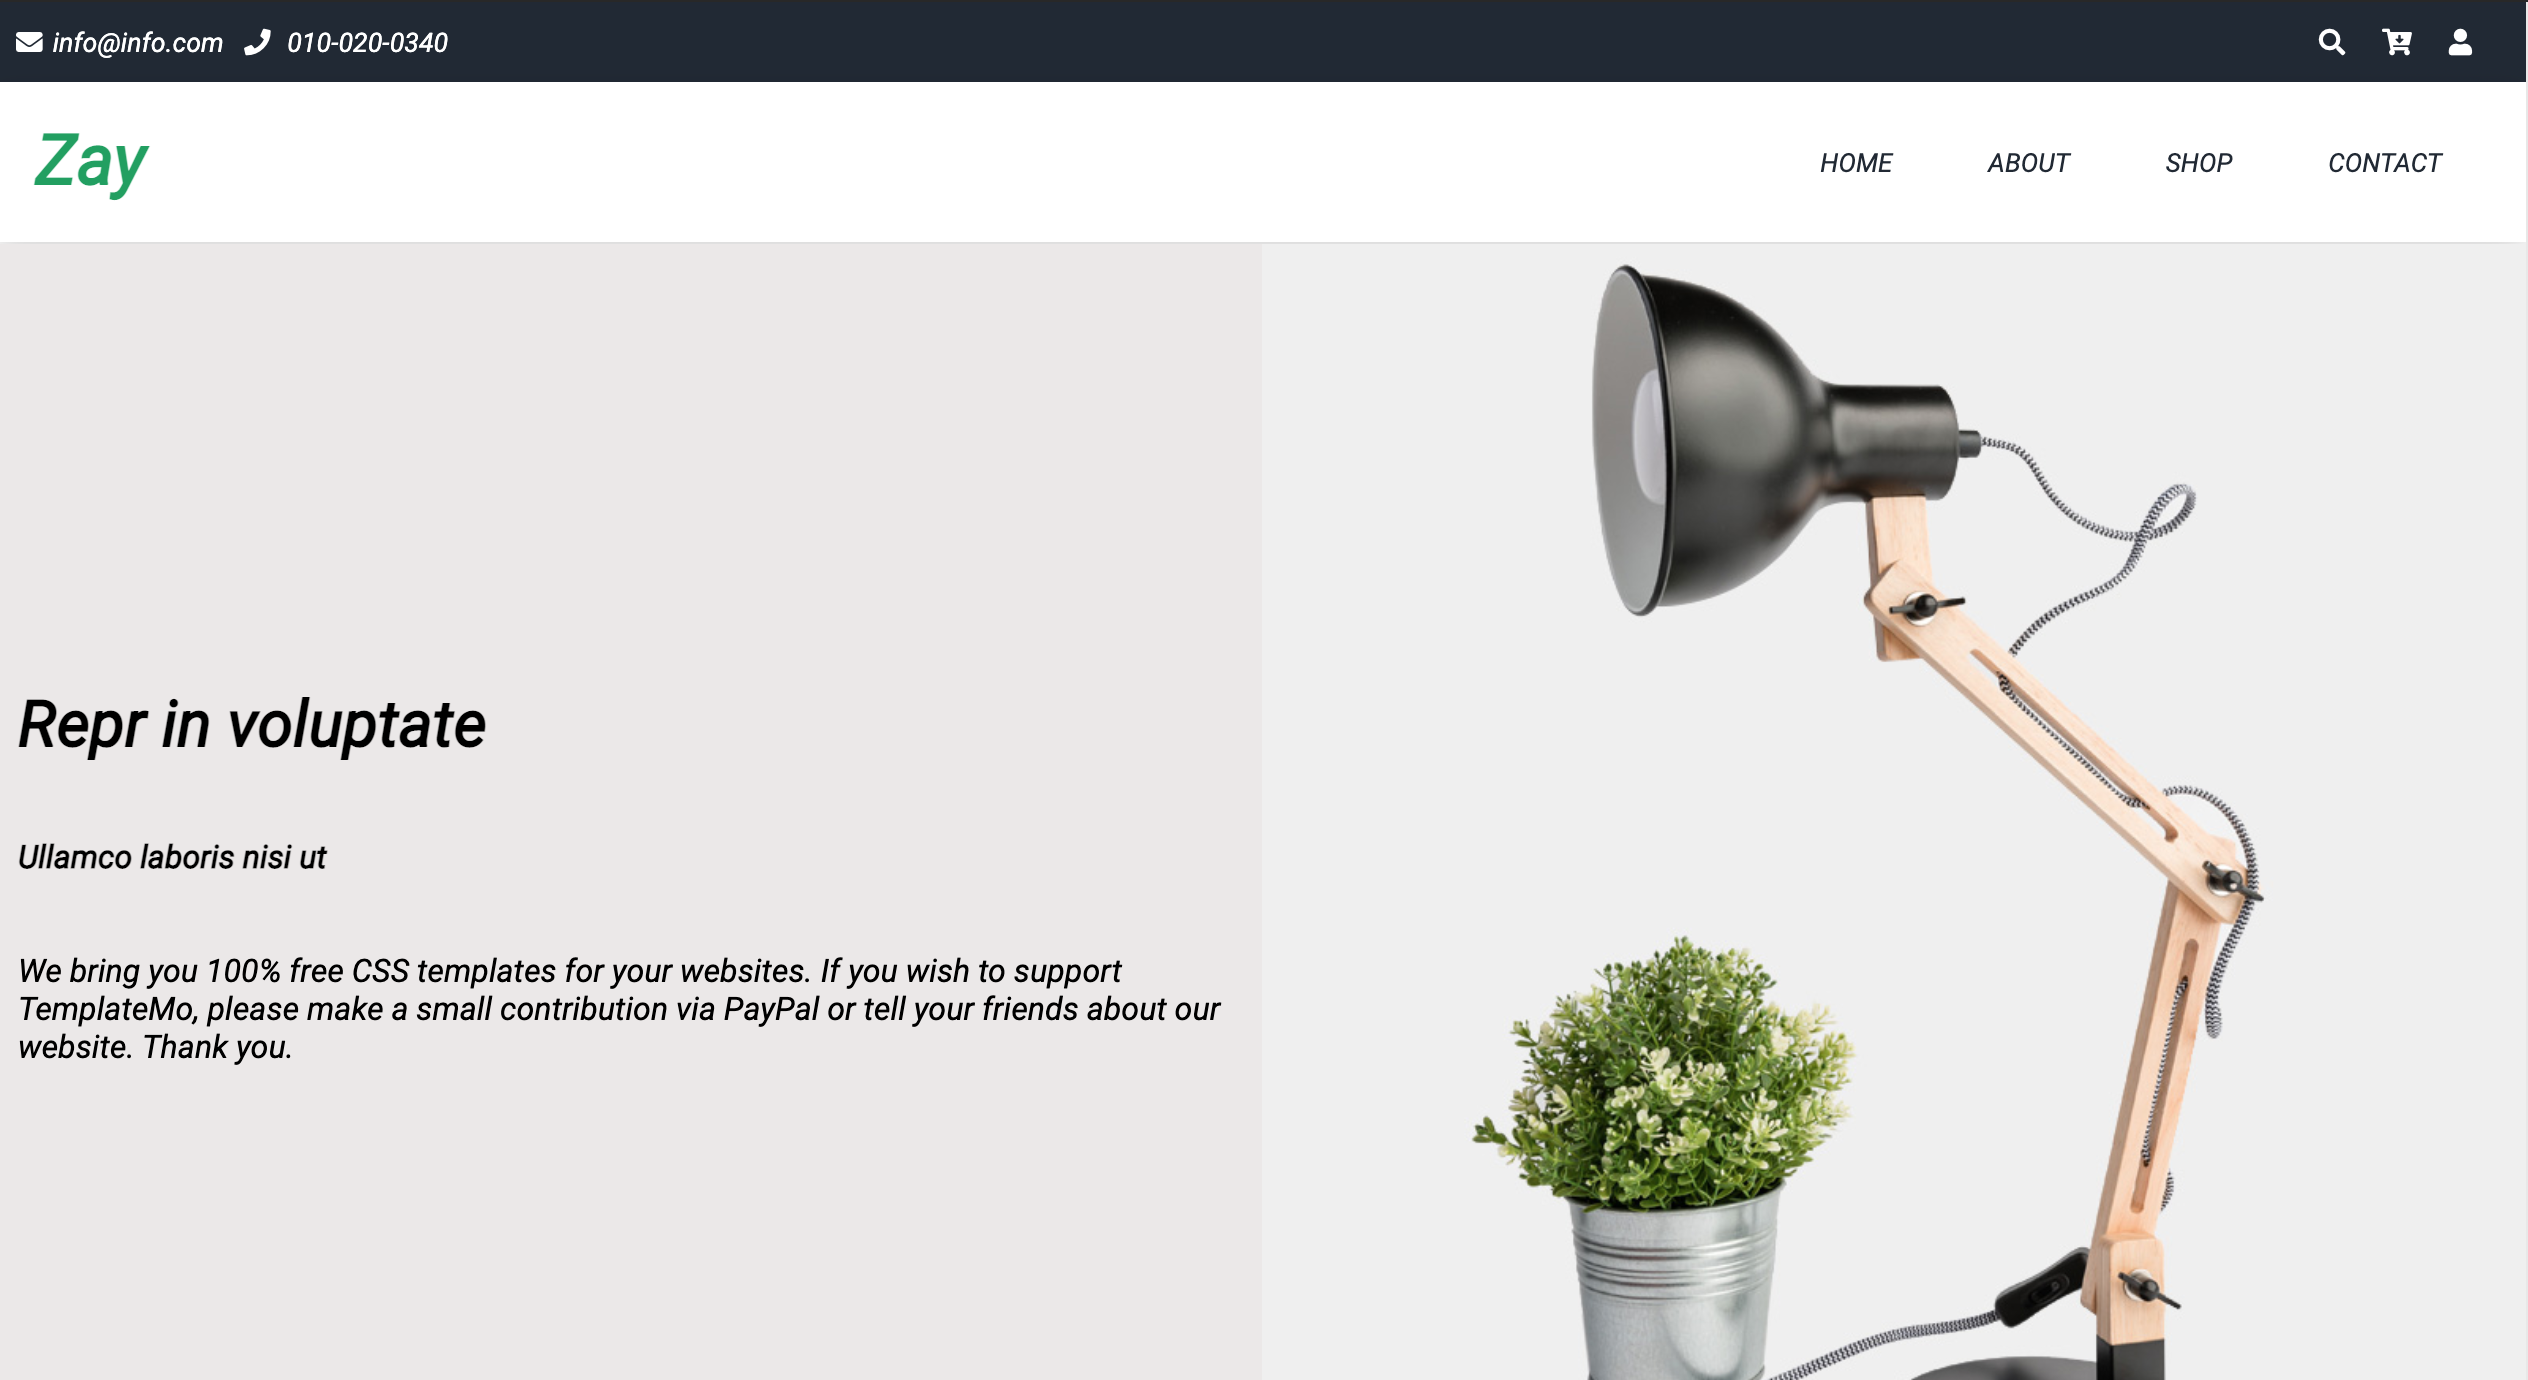 info@info.com 010-020-0340
Zay
HOME ABOUT SHOP CONTACT
Repr in voluptate
Ullamco laboris nisi ut
We bring you 100% free CSS templates for your websites. If you wish to support
TemplateMo, please make a small contribution via PayPal or tell your friends about our
website. Thank you.